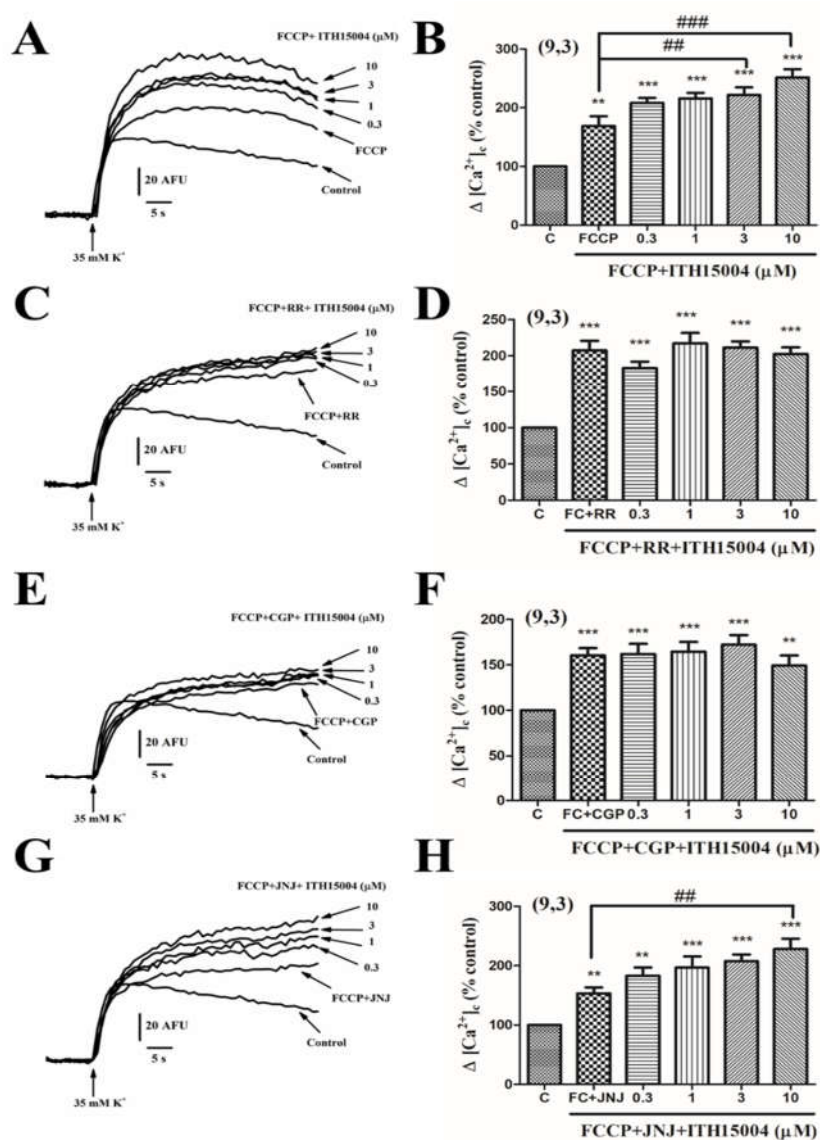 A
FCCP+ ITH15004 (μM)
10
3
1
0.3
FCCP
Control
20 AFU
5 s
35 mM K⁺
B
(9,3)
###
##
**
***
***
***
***
Δ [Ca²⁺]c (% control)
300
200
100
0
C FCCP 0.3 1 3 10
FCCP+ITH15004 (μM)
C
FCCP+RR+ ITH15004 (μM)
10
3
1
0.3
FCCP+RR
Control
20 AFU
5 s
35 mM K⁺
D
(9,3)
***
***
***
***
***
Δ [Ca²⁺]c (% control)
250
200
150
100
50
0
C FC+RR 0.3 1 3 10
FCCP+RR+ITH15004 (μM)
E
FCCP+CGP+ ITH15004 (μM)
10
3
1
0.3
FCCP+CGP
Control
20 AFU
5 s
35 mM K⁺
F
(9,3)
***
***
***
***
**
Δ [Ca²⁺]c (% control)
200
150
100
50
0
C FC+CGP 0.3 1 3 10
FCCP+CGP+ITH15004 (μM)
G
FCCP+JNJ+ ITH15004 (μM)
10
3
1
0.3
FCCP+JNJ
Control
20 AFU
5 s
35 mM K⁺
H
(9,3)
##
**
**
***
***
***
Δ [Ca²⁺]c (% control)
300
200
100
0
C FC+JNJ 0.3 1 3 10
FCCP+JNJ+ITH15004 (μM)